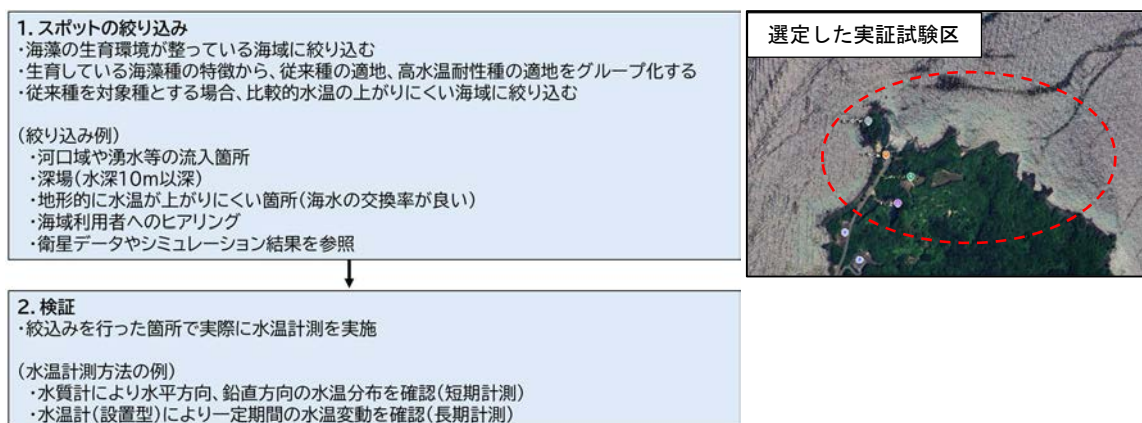 1. スポットの絞り込み
・海藻の生育環境が整っている海域に絞り込む
・生育している海藻種の特徴から、従来種の適地、高水温耐性種の適地をグループ化する
・従来種を対象種とする場合、比較的水温の上がりにくい海域に絞り込む
(絞り込み例)
・河口域や湧水等の流入箇所
・深場(水深10m以深)
・地形的に水温が上がりにくい箇所(海水の交換率が良い)
・海域利用者へのヒアリング
・衛星データやシミュレーション結果を参照
選定した実証試験区
2. 検証
・絞込みを行った箇所で実際に水温計測を実施
(水温計測方法の例)
・水質計により水平方向、鉛直方向の水温分布を確認(短期計測)
・水温計(設置型)により一定期間の水温変動を確認(長期計測)